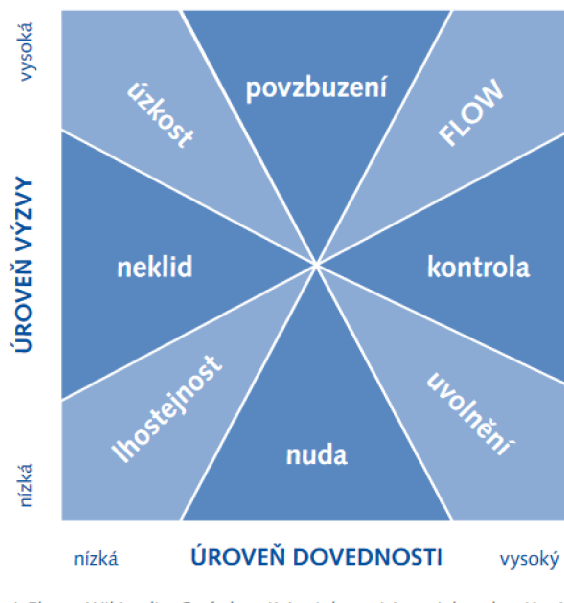 vysoká
povzbuzení
úzkost
FLOW
ÚROVEŇ VÝZVY
neklid
kontrola
lhostejnost
uvolnění
nuda
nízká
nízká
ÚROVEŇ DOVEDNOSTI
vysoký